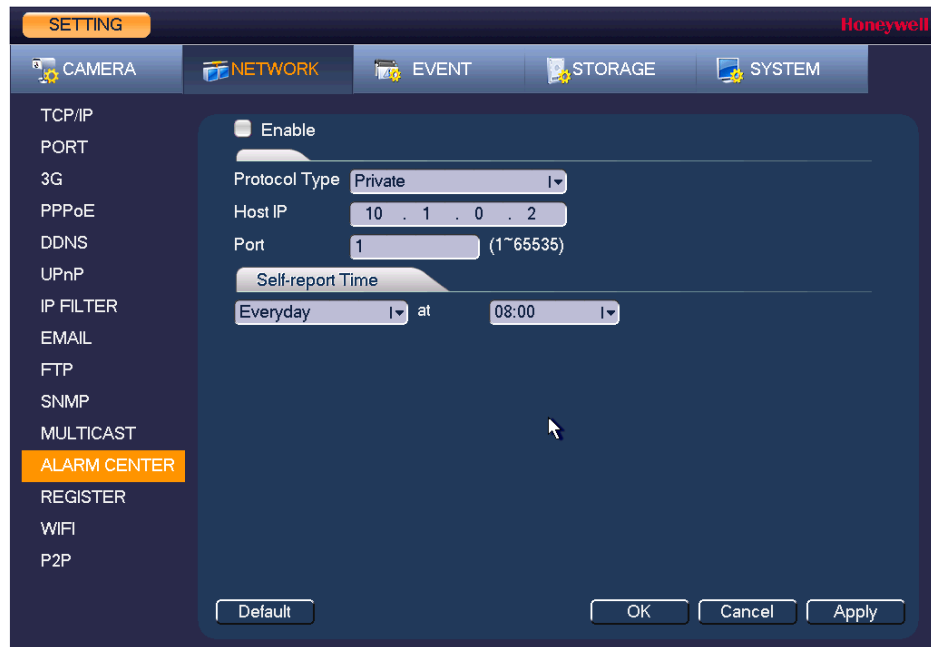 SETTING
Honeywell
CAMERA
NETWORK
EVENT
STORAGE
SYSTEM
TCP/IP
PORT
3G
PPPoE
DDNS
UPnP
IP FILTER
EMAIL
FTP
SNMP
MULTICAST
ALARM CENTER
REGISTER
WIFI
P2P
Enable
Protocol Type Private
Host IP 10 . 1 . 0 . 2
Port 1 (1~65535)
Self-report Time
Everyday at 08:00
Default OK Cancel Apply